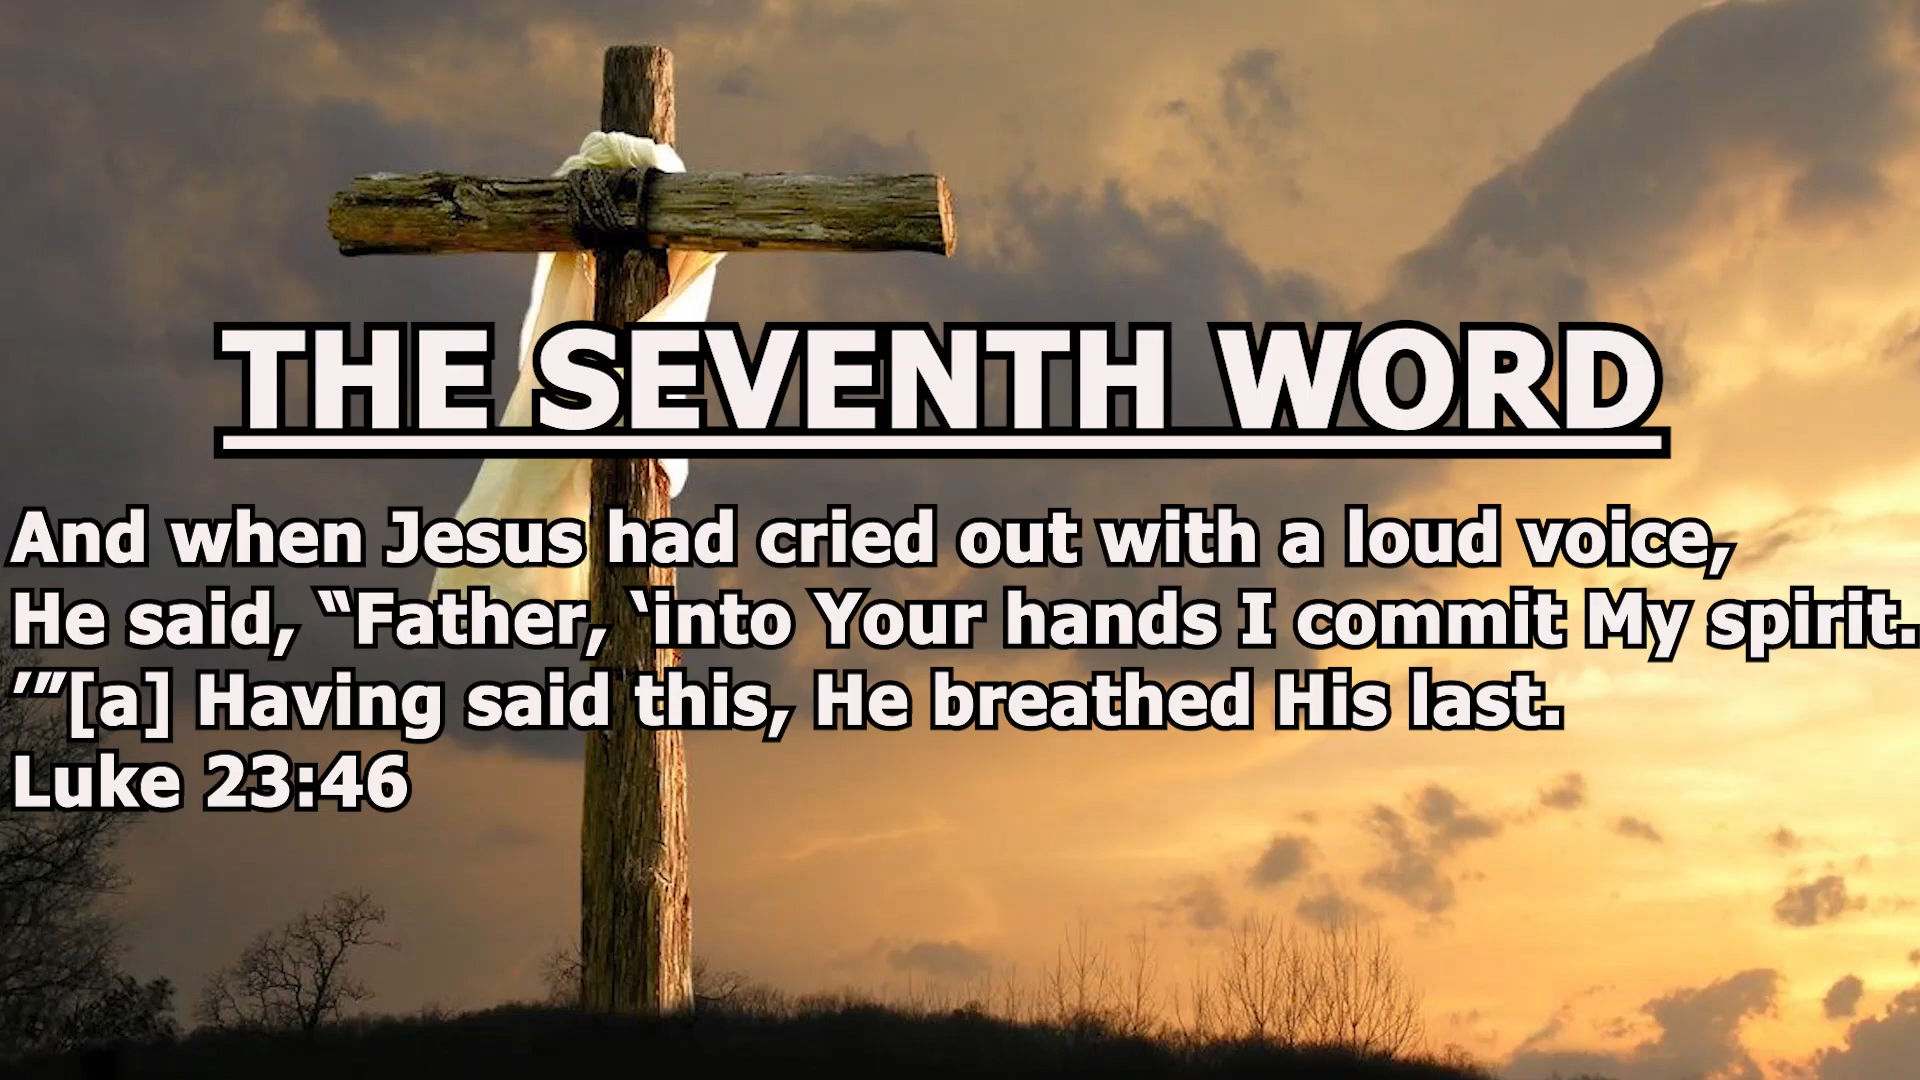 THE SEVENTH WORD
And when Jesus had cried out with a loud voice,
He said, “Father, ‘into Your hands I commit My spirit.
’”[a] Having said this, He breathed His last.
Luke 23:46